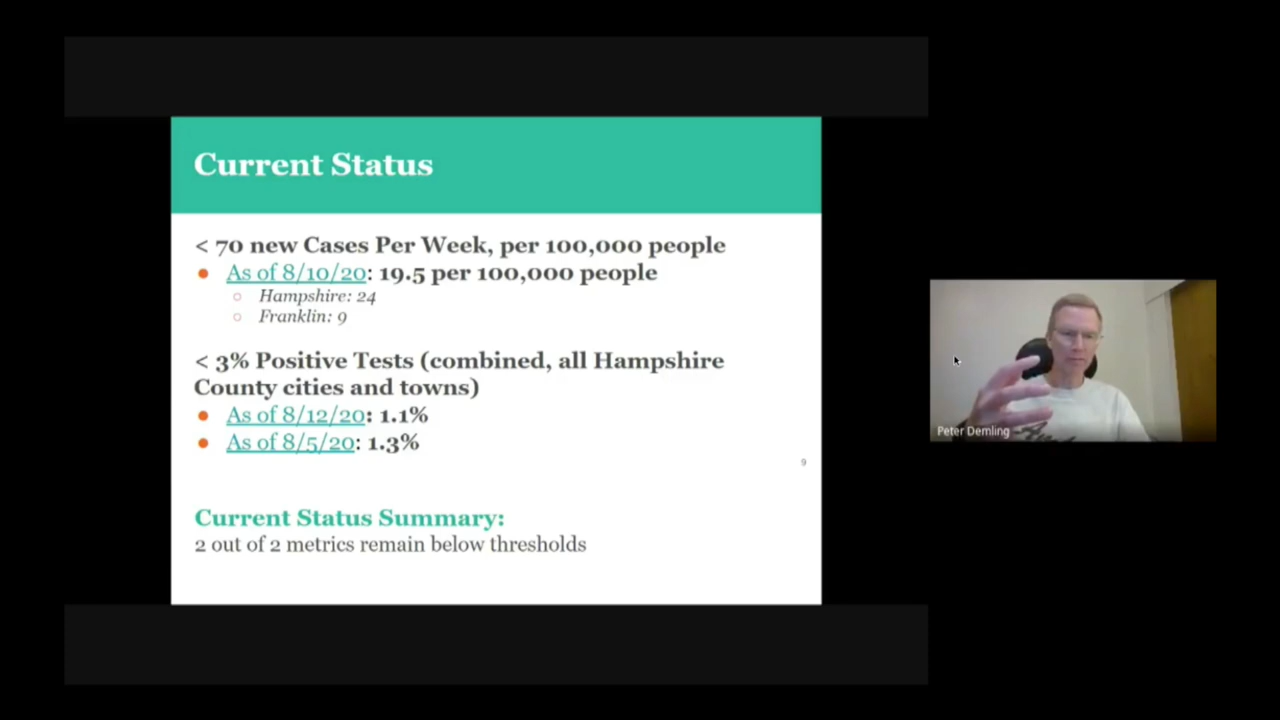 Current Status
< 70 new Cases Per Week, per 100,000 people
● As of 8/10/20: 19.5 per 100,000 people
○ Hampshire: 24
○ Franklin: 9
< 3% Positive Tests (combined, all Hampshire
County cities and towns)
● As of 8/12/20: 1.1%
● As of 8/5/20: 1.3%
9
Current Status Summary:
2 out of 2 metrics remain below thresholds
Peter Demling